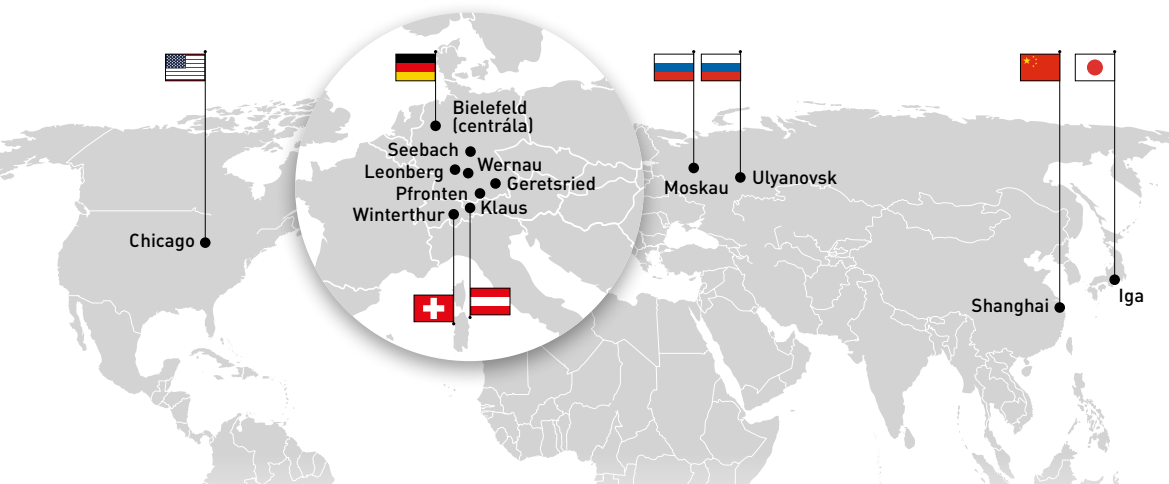 Bielefeld
(centrála)
Seebach
Wernau
Leonberg
Geretsried
Pfronten
Klaus
Winterthur
Chicago
Moskau
Ulyanovsk
Shanghai
Iga